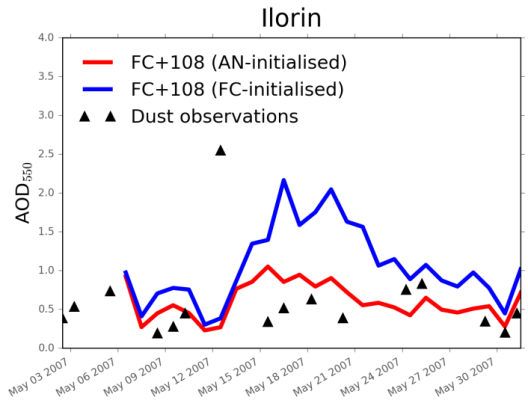 Ilorin
4.0
3.5
3.0
2.5
2.0
1.5
1.0
0.5
0.0
AOD₅₅₀
FC+108 (AN-initialised)
FC+108 (FC-initialised)
Dust observations
May 03 2007
May 06 2007
May 09 2007
May 12 2007
May 15 2007
May 18 2007
May 21 2007
May 24 2007
May 27 2007
May 30 2007